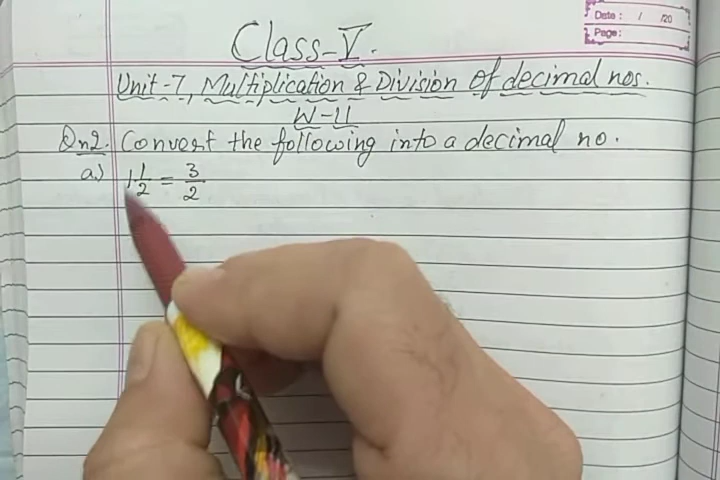 Date : / /20
Page :
Class-V.
Unit-7, Multiplication & Division of decimal nos.
W-11
Qn2. Convert the following into a decimal no.
a.) 1 1/2 = 3/2